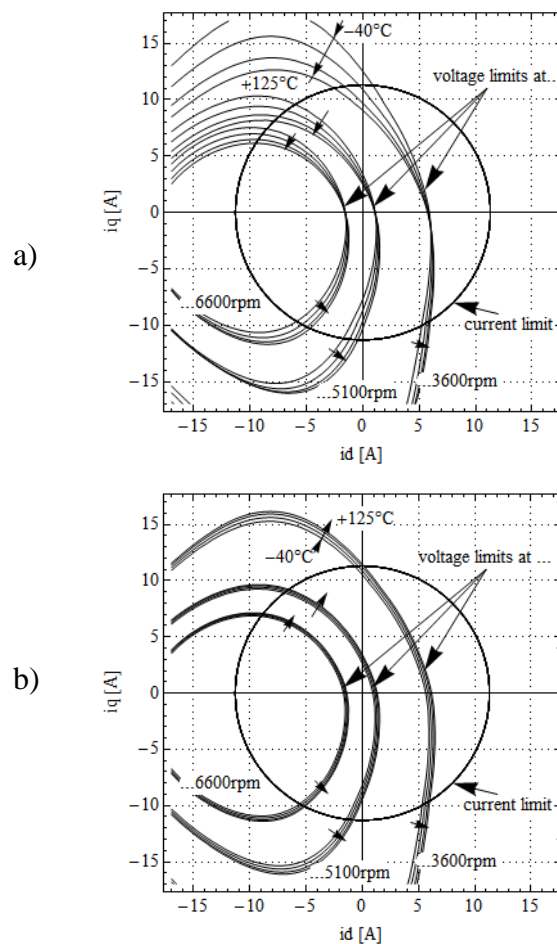 a)
iq [A]
15
10
5
0
−5
−10
−15
−40°C
+125°C
voltage limits at...
...6600rpm
...5100rpm
...3600rpm
current limit
−15 −10 −5 0 5 10 15
id [A]
b)
iq [A]
15
10
5
0
−5
−10
−15
+125°C
−40°C
voltage limits at ...
...6600rpm
...5100rpm
...3600rpm
current limit
−15 −10 −5 0 5 10 15
id [A]